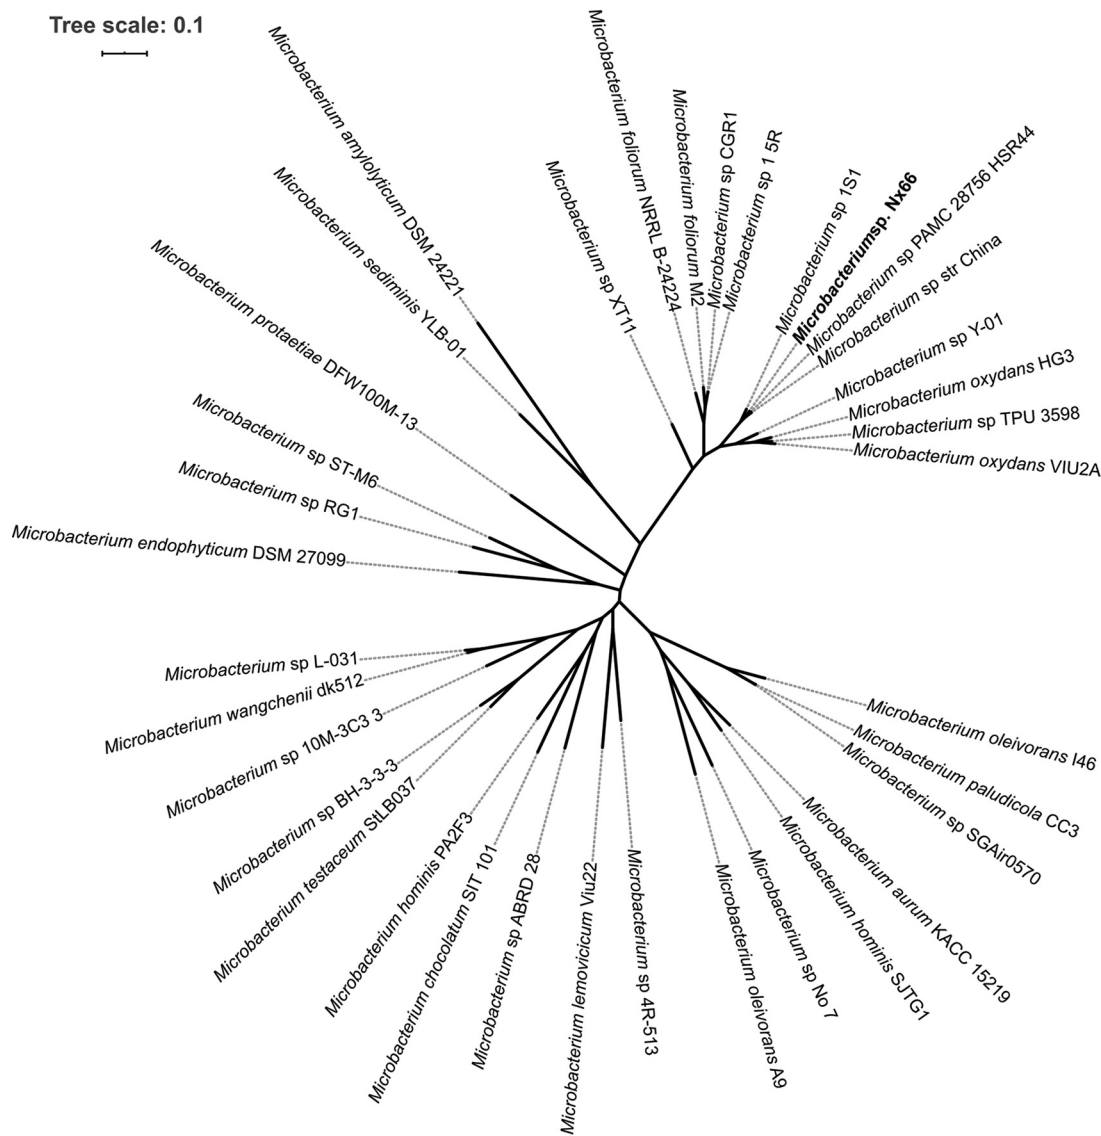 Tree scale: 0.1
Microbacterium amylolyticum DSM 24221
Microbacterium sediminis YLB-01
Microbacterium protaetiae DFW100M-13
Microbacterium sp ST-M6
Microbacterium sp RG1
Microbacterium endophyticum DSM 27099
Microbacterium sp L-031
Microbacterium wangchenii dk512
Microbacterium sp 10M-3C3 3
Microbacterium sp BH-3-3-3
Microbacterium testaceum StLB037
Microbacterium hominis PA2F3
Microbacterium chocolatum SIT 101
Microbacterium sp ABRD 28
Microbacterium lemovicicum Viu22
Microbacterium sp 4R-513
Microbacterium oleivorans A9
Microbacterium sp No 7
Microbacterium hominis SJTG1
Microbacterium aurum KACC 15219
Microbacterium sp SGAir0570
Microbacterium paludicola CC3
Microbacterium oleivorans I46
Microbacterium oxydans VIU2A
Microbacterium sp TPU 3598
Microbacterium oxydans HG3
Microbacterium sp Y-01
Microbacterium sp str China
Microbacterium sp PAMC 28756 HSR44
Microbacteriumsp. Nx66
Microbacterium sp 1S1
Microbacterium sp 1 5R
Microbacterium sp CGR1
Microbacterium foliorum M2
Microbacterium foliorum NRRL B-24224
Microbacterium sp XT11